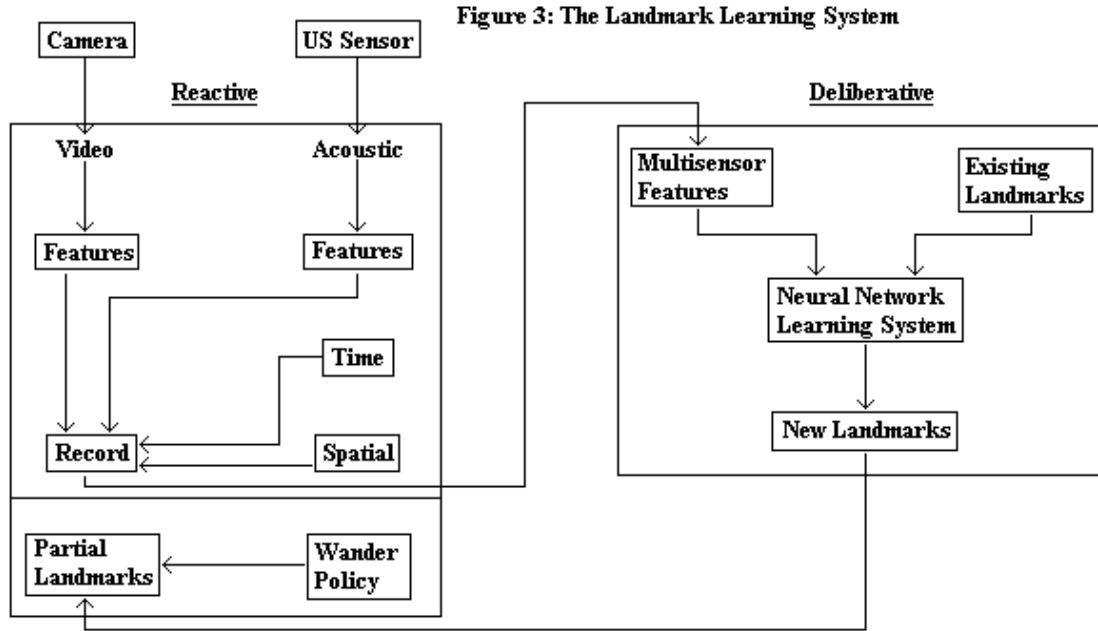 Figure 3: The Landmark Learning System
Camera
US Sensor
Reactive
Deliberative
Video
Acoustic
Multisensor
Features
Existing
Landmarks
Features
Features
Neural Network
Learning System
Time
New Landmarks
Record
Spatial
Partial
Landmarks
Wander
Policy